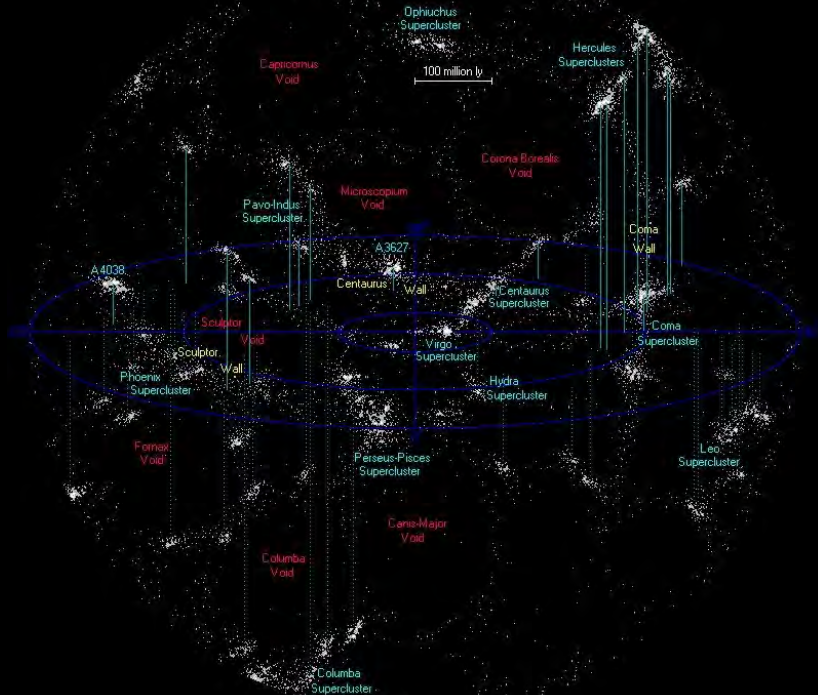 Ophiuchus
Supercluster
Hercules
Superclusters
Capricornus
Void
100 million ly
Corona Borealis
Void
Microscopium
Void
Pavo-Indus
Supercluster
Coma
Wall
A3627
A4038
Centaurus
Wall
Centaurus
Supercluster
Sculptor
Void
Coma
Supercluster
Virgo
Supercluster
Sculptor
Wall
Phoenix
Supercluster
Hydra
Supercluster
Fornax
Void
Perseus-Pisces
Supercluster
Leo
Supercluster
Canis-Major
Void
Columba
Void
Columba
Supercluster